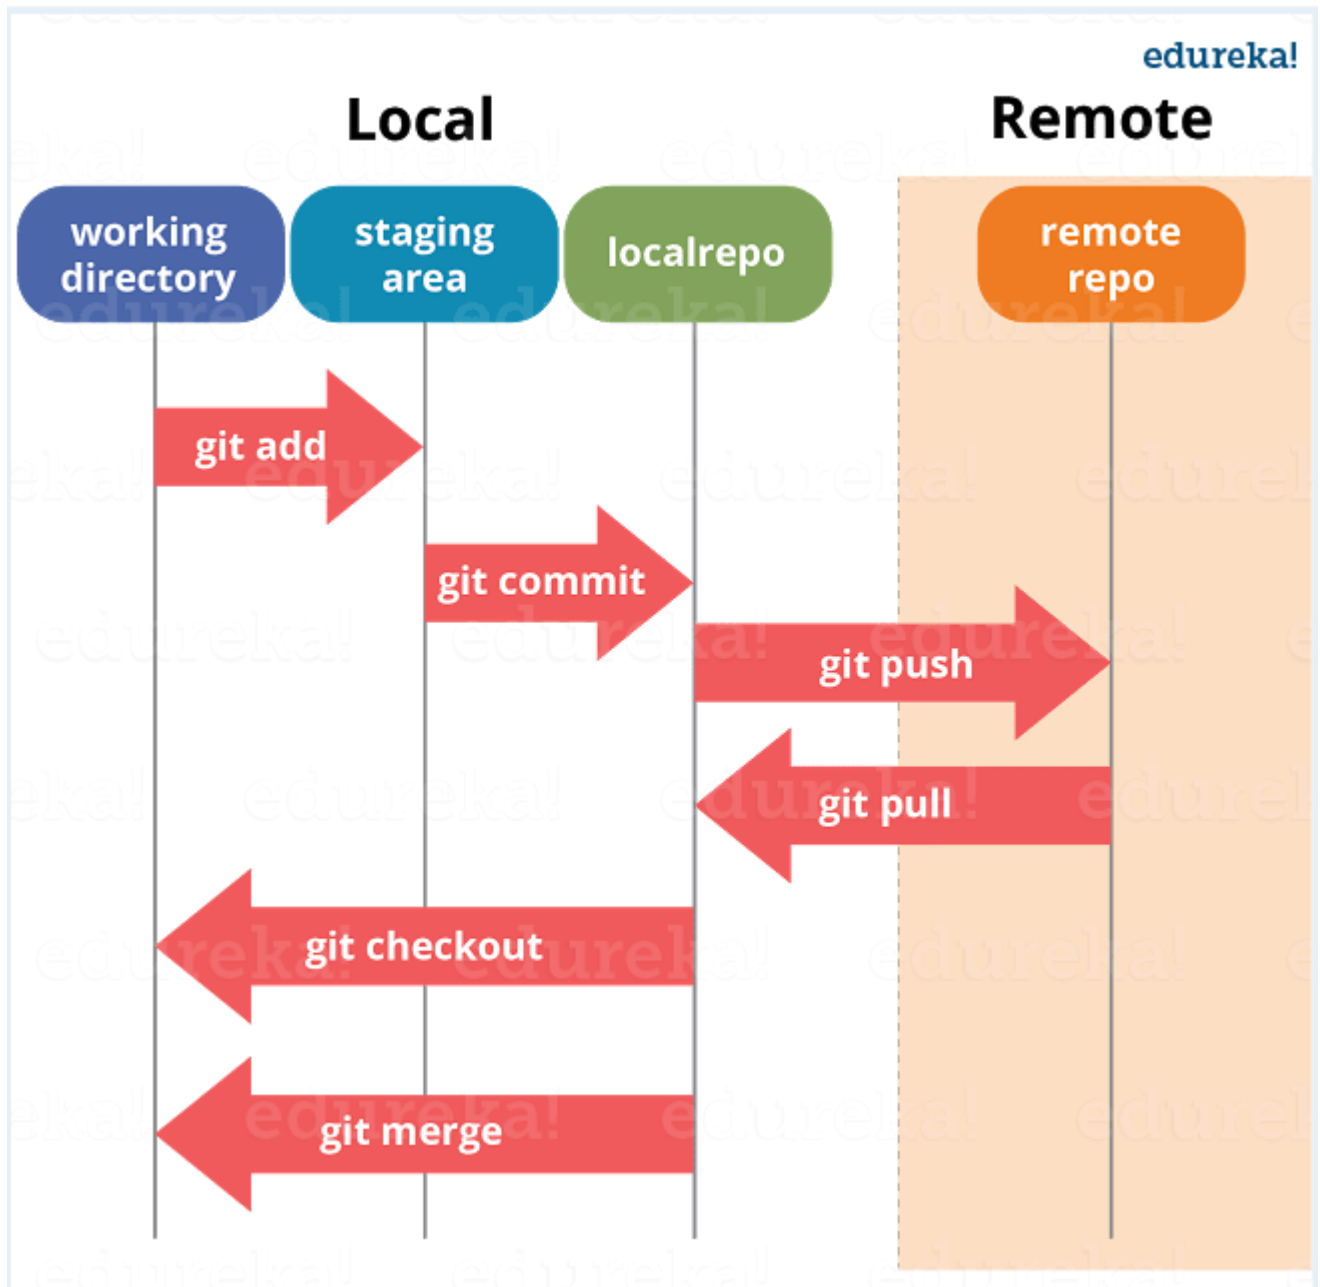 edureka!
Local
Remote
working
directory
staging
area
localrepo
remote
repo
git add
git commit
git push
git pull
git checkout
git merge